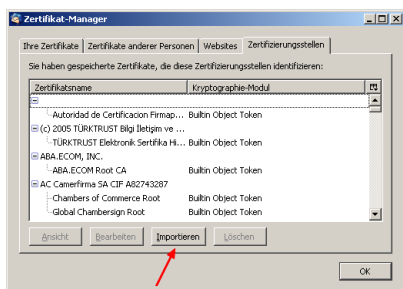 Zertifikat-Manager
Ihre Zertifikate Zertifikate anderer Personen Websites Zertifizierungsstellen
Sie haben gespeicherte Zertifikate, die diese Zertifizierungsstellen identifizieren:
Zertifikatsname Kryptographie-Modul
Autoridad de Certificacion Firmap... Builtin Object Token
(c) 2005 TÜRKTRUST Bilgi İletişim ve ...
TÜRKTRUST Elektronik Sertifika Hi... Builtin Object Token
ABA.ECOM, INC.
ABA.ECOM Root CA Builtin Object Token
AC Camerfirma SA CIF A82743287
Chambers of Commerce Root Builtin Object Token
Global Chambersign Root Builtin Object Token
Ansicht Bearbeiten Importieren Löschen
OK